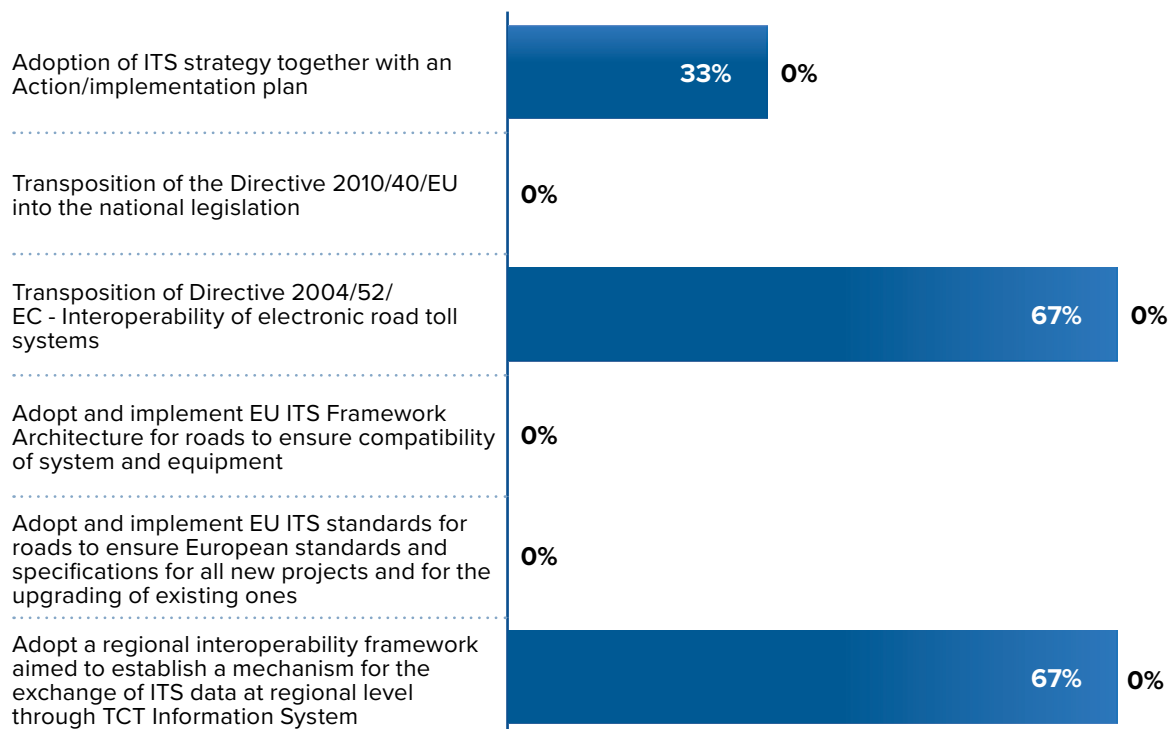 Adoption of ITS strategy together with an
Action/implementation plan
33%
0%
Transposition of the Directive 2010/40/EU
into the national legislation
0%
Transposition of Directive 2004/52/
EC - Interoperability of electronic road toll
systems
67%
0%
Adopt and implement EU ITS Framework
Architecture for roads to ensure compatibility
of system and equipment
0%
Adopt and implement EU ITS standards for
roads to ensure European standards and
specifications for all new projects and for the
upgrading of existing ones
0%
Adopt a regional interoperability framework
aimed to establish a mechanism for the
exchange of ITS data at regional level
through TCT Information System
67%
0%